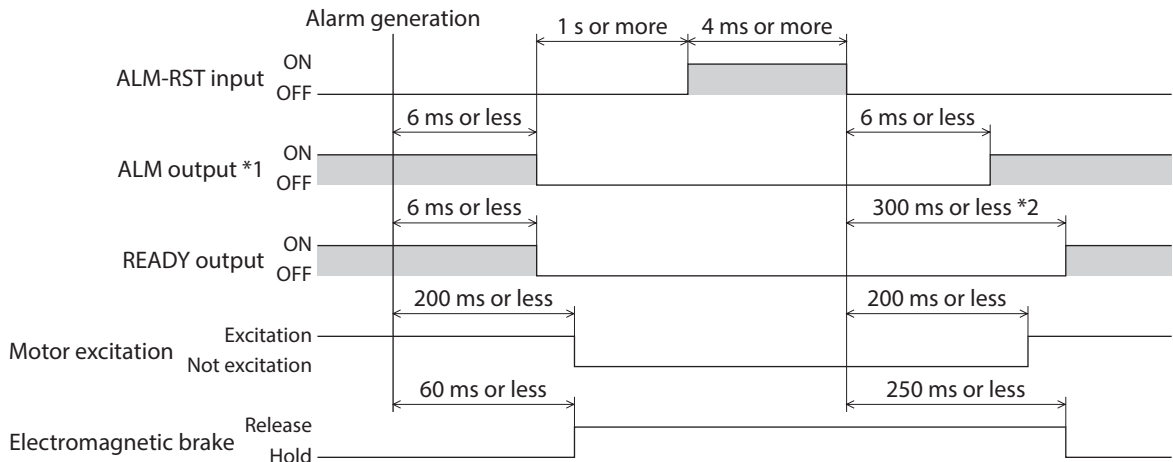 Alarm generation
1 s or more
4 ms or more
ALM-RST input
ON
OFF
6 ms or less
6 ms or less
ALM output *1
ON
OFF
6 ms or less
300 ms or less *2
READY output
ON
OFF
200 ms or less
200 ms or less
Motor excitation
Excitation
Not excitation
60 ms or less
250 ms or less
Electromagnetic brake
Release
Hold